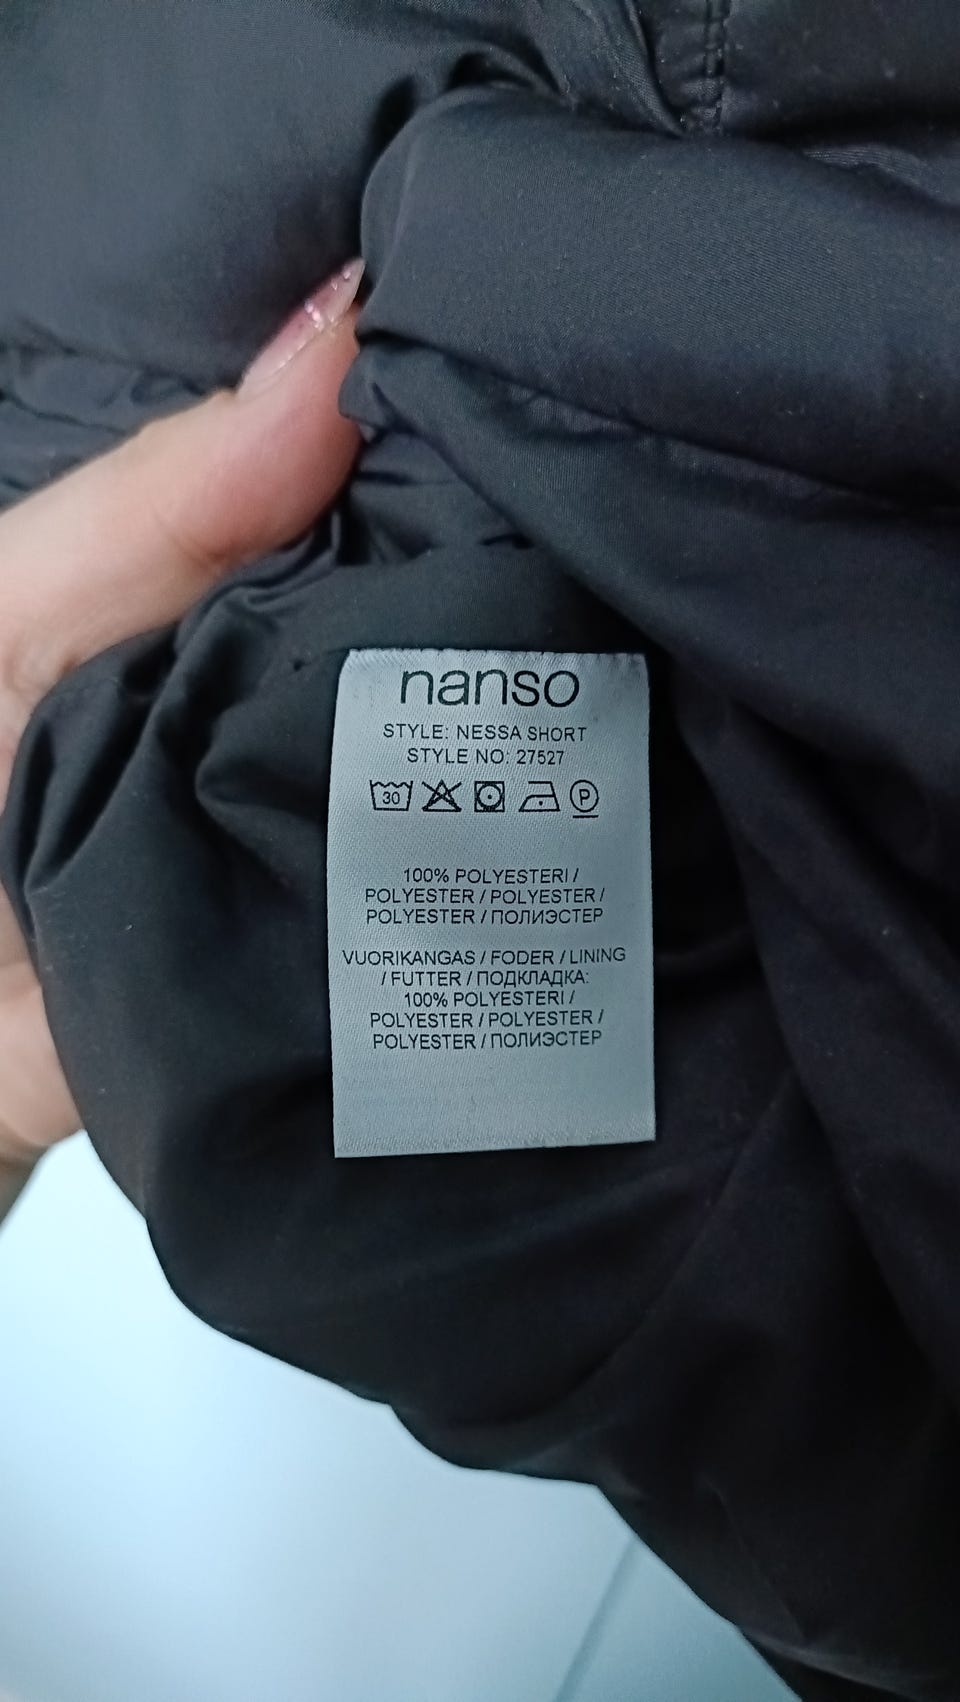 nanso
STYLE: NESSA SHORT
STYLE NO: 27527
30 P
100% POLYESTERI /
POLYESTER / POLYESTER /
POLYESTER / ПОЛИЭСТЕР
VUORIKANGAS / FODER / LINING
/ FUTTER / ПОДКЛАДКА:
100% POLYESTERI /
POLYESTER / POLYESTER /
POLYESTER / ПОЛИЭСТЕР